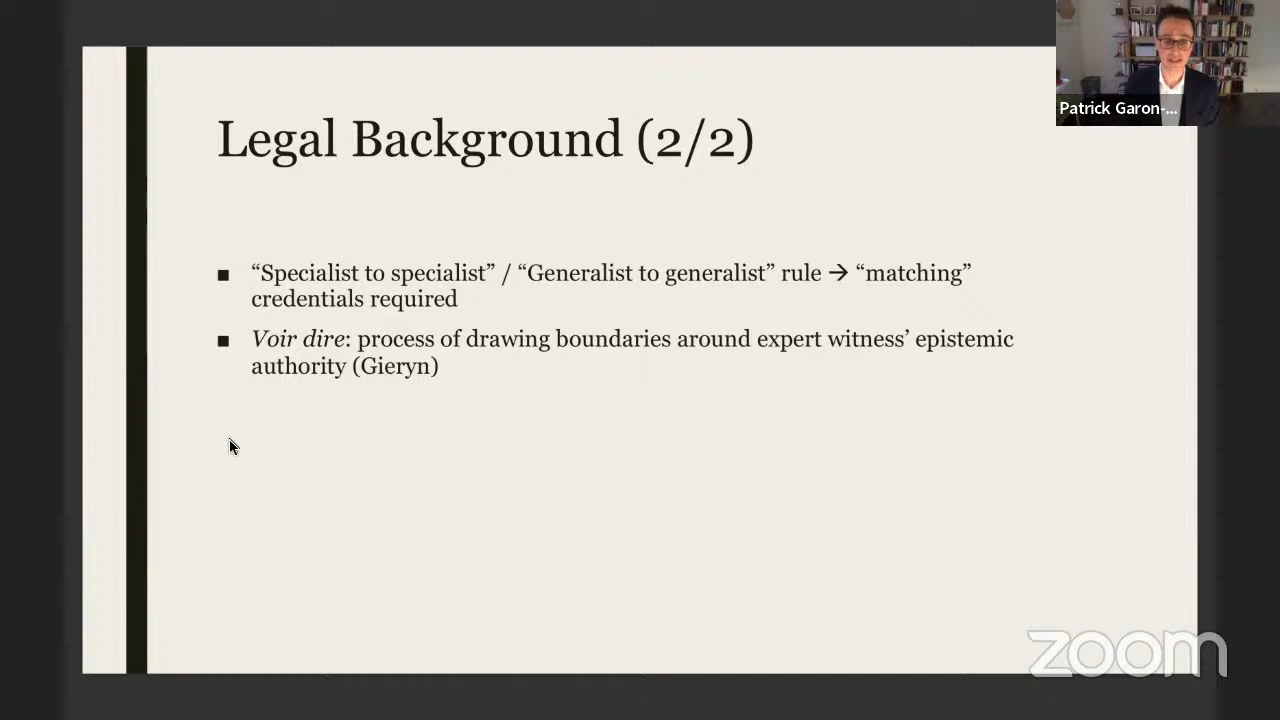 Patrick Garon-...
Legal Background (2/2)
■ “Specialist to specialist” / “Generalist to generalist” rule → “matching”
credentials required
■ Voir dire: process of drawing boundaries around expert witness’ epistemic
authority (Gieryn)
zoom